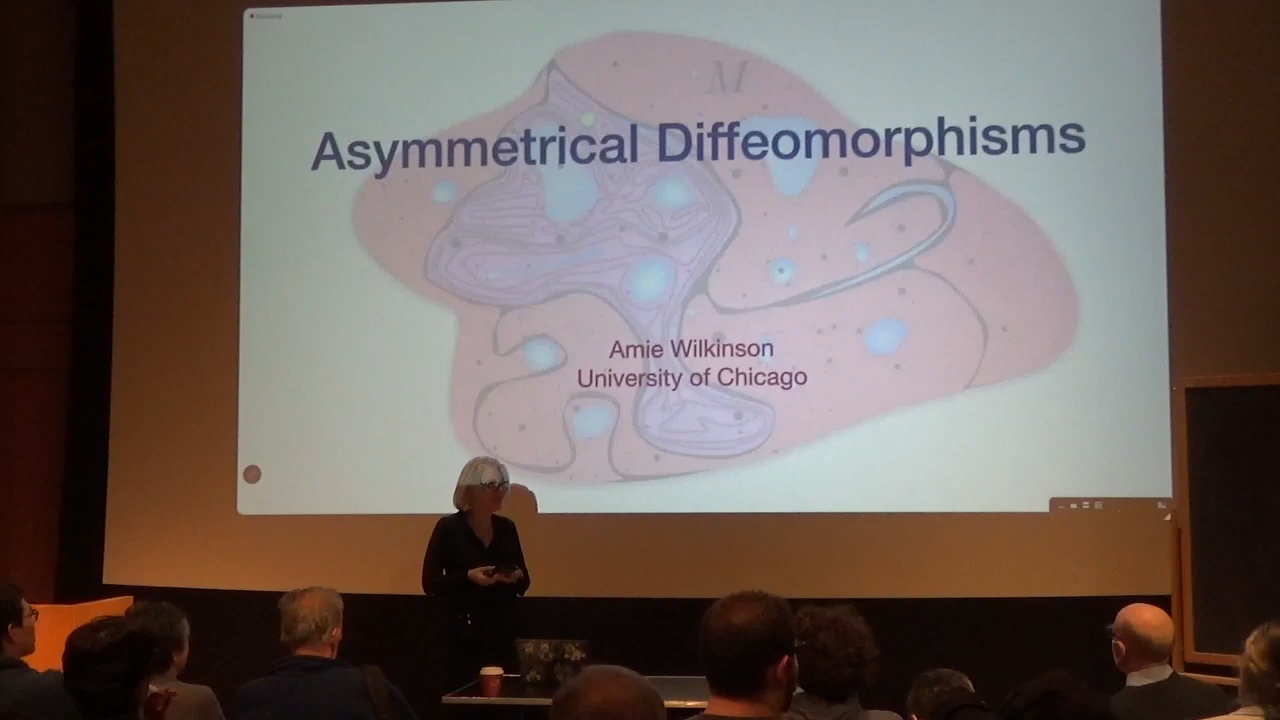 M
Asymmetrical Diffeomorphisms
Amie Wilkinson
University of Chicago